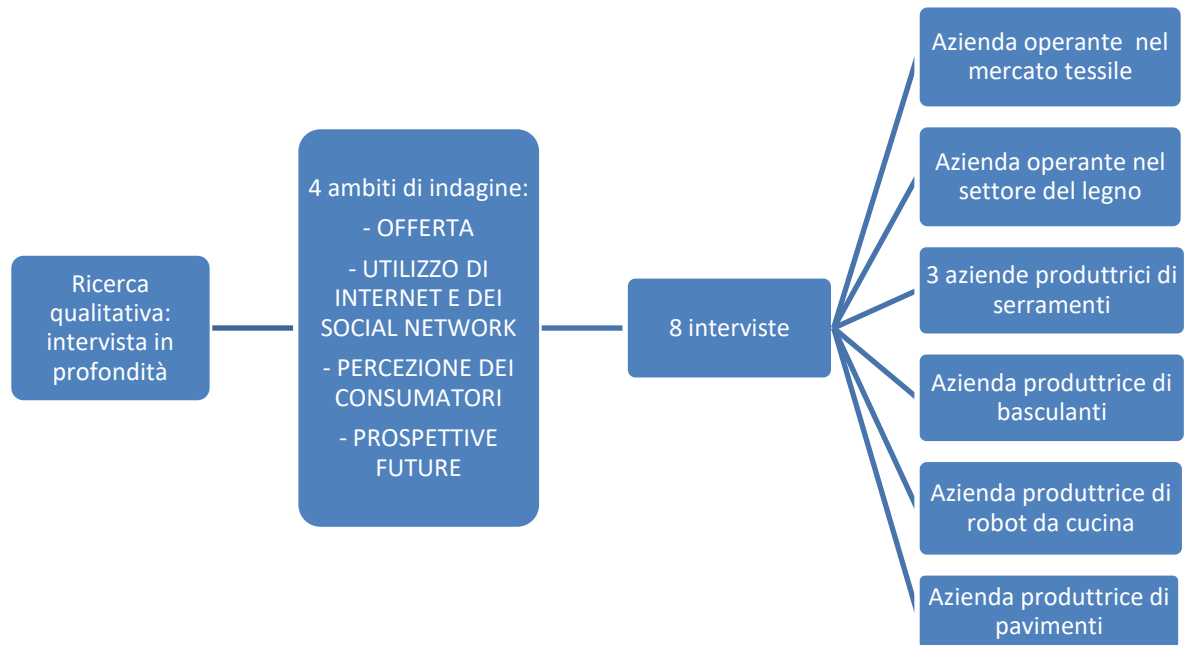 Ricerca
qualitativa:
intervista in
profondità
4 ambiti di indagine:
- OFFERTA
- UTILIZZO DI
INTERNET E DEI
SOCIAL NETWORK
- PERCEZIONE DEI
CONSUMATORI
- PROSPETTIVE
FUTURE
8 interviste
Azienda operante nel
mercato tessile
Azienda operante nel
settore del legno
3 aziende produttrici di
serramenti
Azienda produttrice di
basculanti
Azienda produttrice di
robot da cucina
Azienda produttrice di
pavimenti